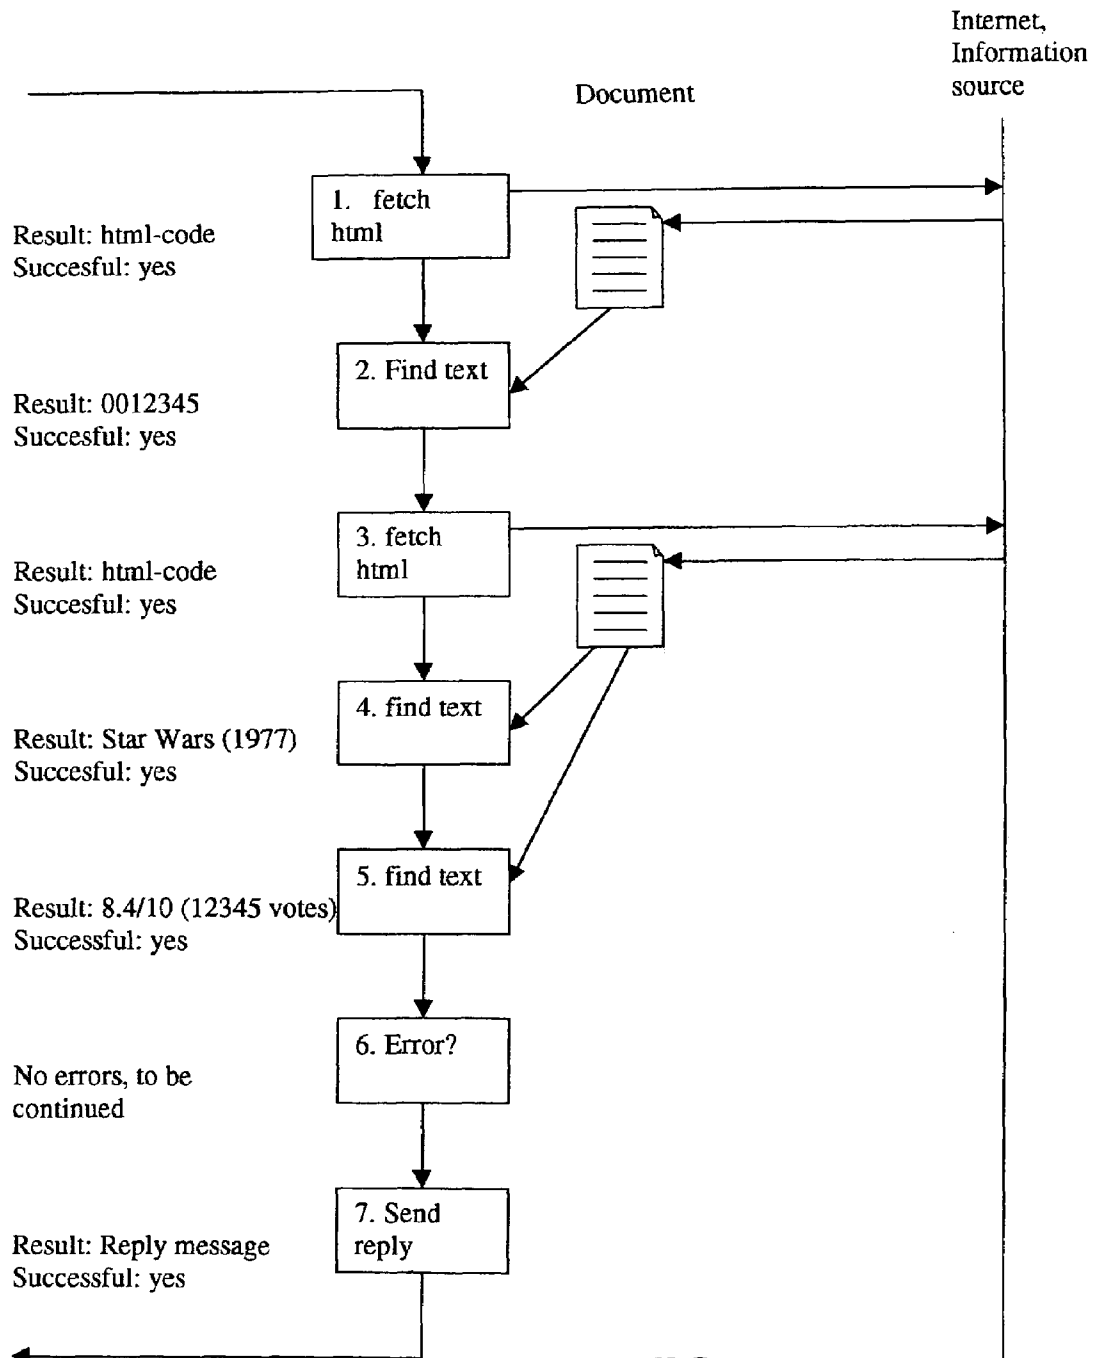 Internet,
Information
source
Document
1. fetch
html
Result: html-code
Succesful: yes
2. Find text
Result: 0012345
Succesful: yes
3. fetch
html
Result: html-code
Succesful: yes
4. find text
Result: Star Wars (1977)
Succesful: yes
5. find text
Result: 8.4/10 (12345 votes)
Successful: yes
6. Error?
No errors, to be
continued
7. Send
reply
Result: Reply message
Successful: yes